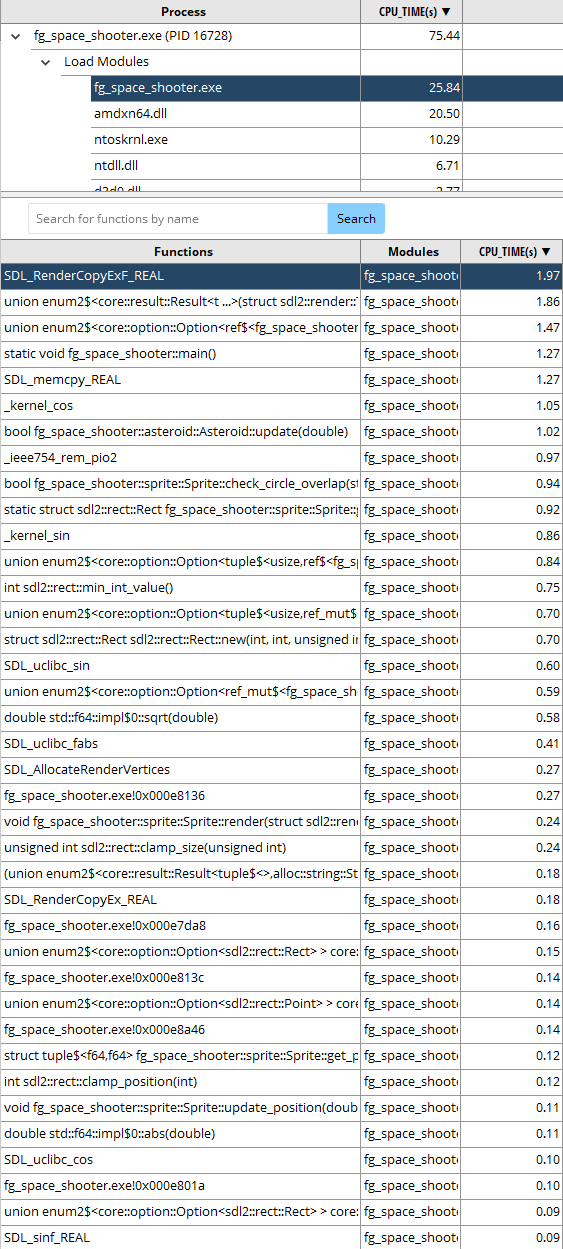 Process CPU_TIME(s) ▼
fg_space_shooter.exe (PID 16728) 75.44
Load Modules
fg_space_shooter.exe 25.84
amdxn64.dll 20.50
ntoskrnl.exe 10.29
ntdll.dll 6.71
d3d9.dll 2.77
Search for functions by name Search
Functions Modules CPU_TIME(s) ▼
SDL_RenderCopyExF_REAL fg_space_shoot 1.97
union enum2$<core::result::Result<t ...>(struct sdl2::render:: fg_space_shoot 1.86
union enum2$<core::option::Option<ref$<fg_space_shooter fg_space_shoot 1.47
static void fg_space_shooter::main() fg_space_shoot 1.27
SDL_memcpy_REAL fg_space_shoot 1.27
_kernel_cos fg_space_shoot 1.05
bool fg_space_shooter::asteroid::Asteroid::update(double) fg_space_shoot 1.02
_ieee754_rem_pio2 fg_space_shoot 0.97
bool fg_space_shooter::sprite::Sprite::check_circle_overlap(st fg_space_shoot 0.94
static struct sdl2::rect::Rect fg_space_shooter::sprite::Sprite:: fg_space_shoot 0.92
_kernel_sin fg_space_shoot 0.86
union enum2$<core::option::Option<tuple$<usize,ref$<fg_s fg_space_shoot 0.84
int sdl2::rect::min_int_value() fg_space_shoot 0.75
union enum2$<core::option::Option<tuple$<usize,ref_mut$ fg_space_shoot 0.70
struct sdl2::rect::Rect sdl2::rect::Rect::new(int, int, unsigned i fg_space_shoot 0.70
SDL_uclibc_sin fg_space_shoot 0.60
union enum2$<core::option::Option<ref_mut$<fg_space_sh fg_space_shoot 0.59
double std::f64::impl$0::sqrt(double) fg_space_shoot 0.58
SDL_uclibc_fabs fg_space_shoot 0.41
SDL_AllocateRenderVertices fg_space_shoot 0.27
fg_space_shooter.exe!0x000e8136 fg_space_shoot 0.27
void fg_space_shooter::sprite::Sprite::render(struct sdl2::ren fg_space_shoot 0.24
unsigned int sdl2::rect::clamp_size(unsigned int) fg_space_shoot 0.24
(union enum2$<core::result::Result<tuple$<>,alloc::string::St fg_space_shoot 0.18
SDL_RenderCopyEx_REAL fg_space_shoot 0.18
fg_space_shooter.exe!0x000e7da8 fg_space_shoot 0.16
union enum2$<core::option::Option<sdl2::rect::Rect> > core: fg_space_shoot 0.15
fg_space_shooter.exe!0x000e813c fg_space_shoot 0.14
union enum2$<core::option::Option<sdl2::rect::Point> > core fg_space_shoot 0.14
fg_space_shooter.exe!0x000e8a46 fg_space_shoot 0.14
struct tuple$<f64,f64> fg_space_shooter::sprite::Sprite::get_p fg_space_shoot 0.12
int sdl2::rect::clamp_position(int) fg_space_shoot 0.12
void fg_space_shooter::sprite::Sprite::update_position(doub fg_space_shoot 0.11
double std::f64::impl$0::abs(double) fg_space_shoot 0.11
SDL_uclibc_cos fg_space_shoot 0.10
fg_space_shooter.exe!0x000e801a fg_space_shoot 0.10
union enum2$<core::option::Option<sdl2::rect::Rect> > core: fg_space_shoot 0.09
SDL_sinf_REAL fg_space_shoot 0.09